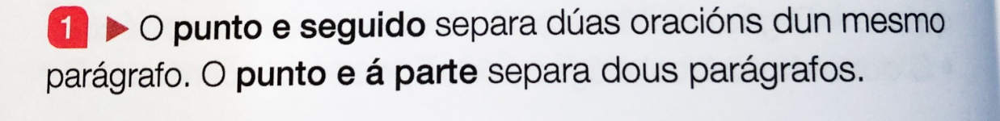 1 ▶ O punto e seguido separa dúas oracións dun mesmo
parágrafo. O punto e á parte separa dous parágrafos.